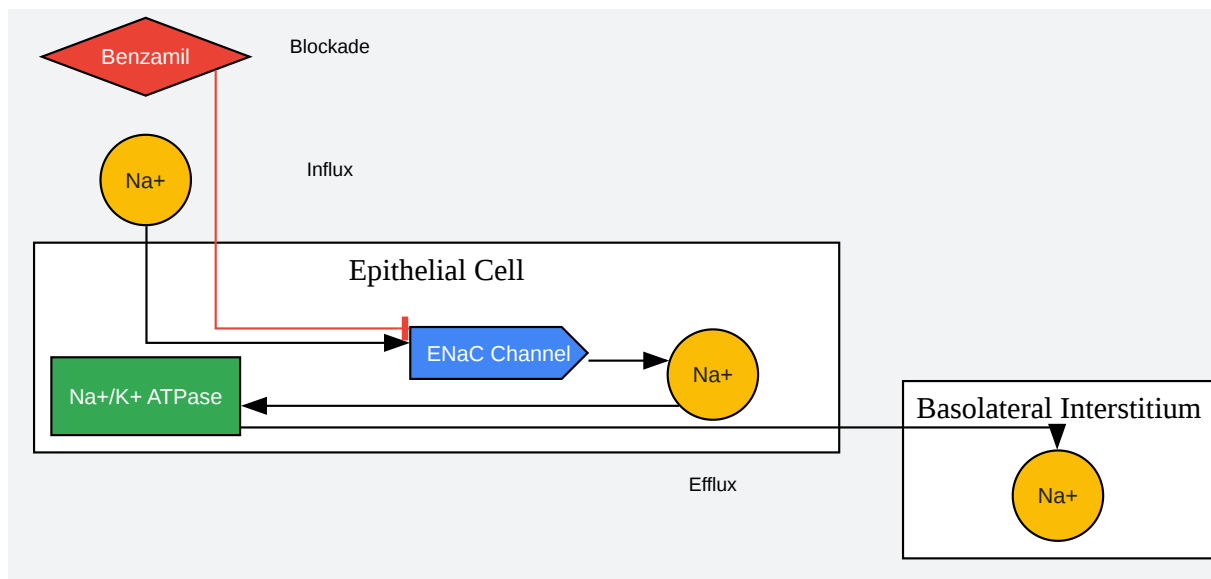 Benzamil
Blockade
Na+
Influx
Epithelial Cell
ENaC Channel
Na+
Na+/K+ ATPase
Basolateral Interstitium
Efflux
Na+